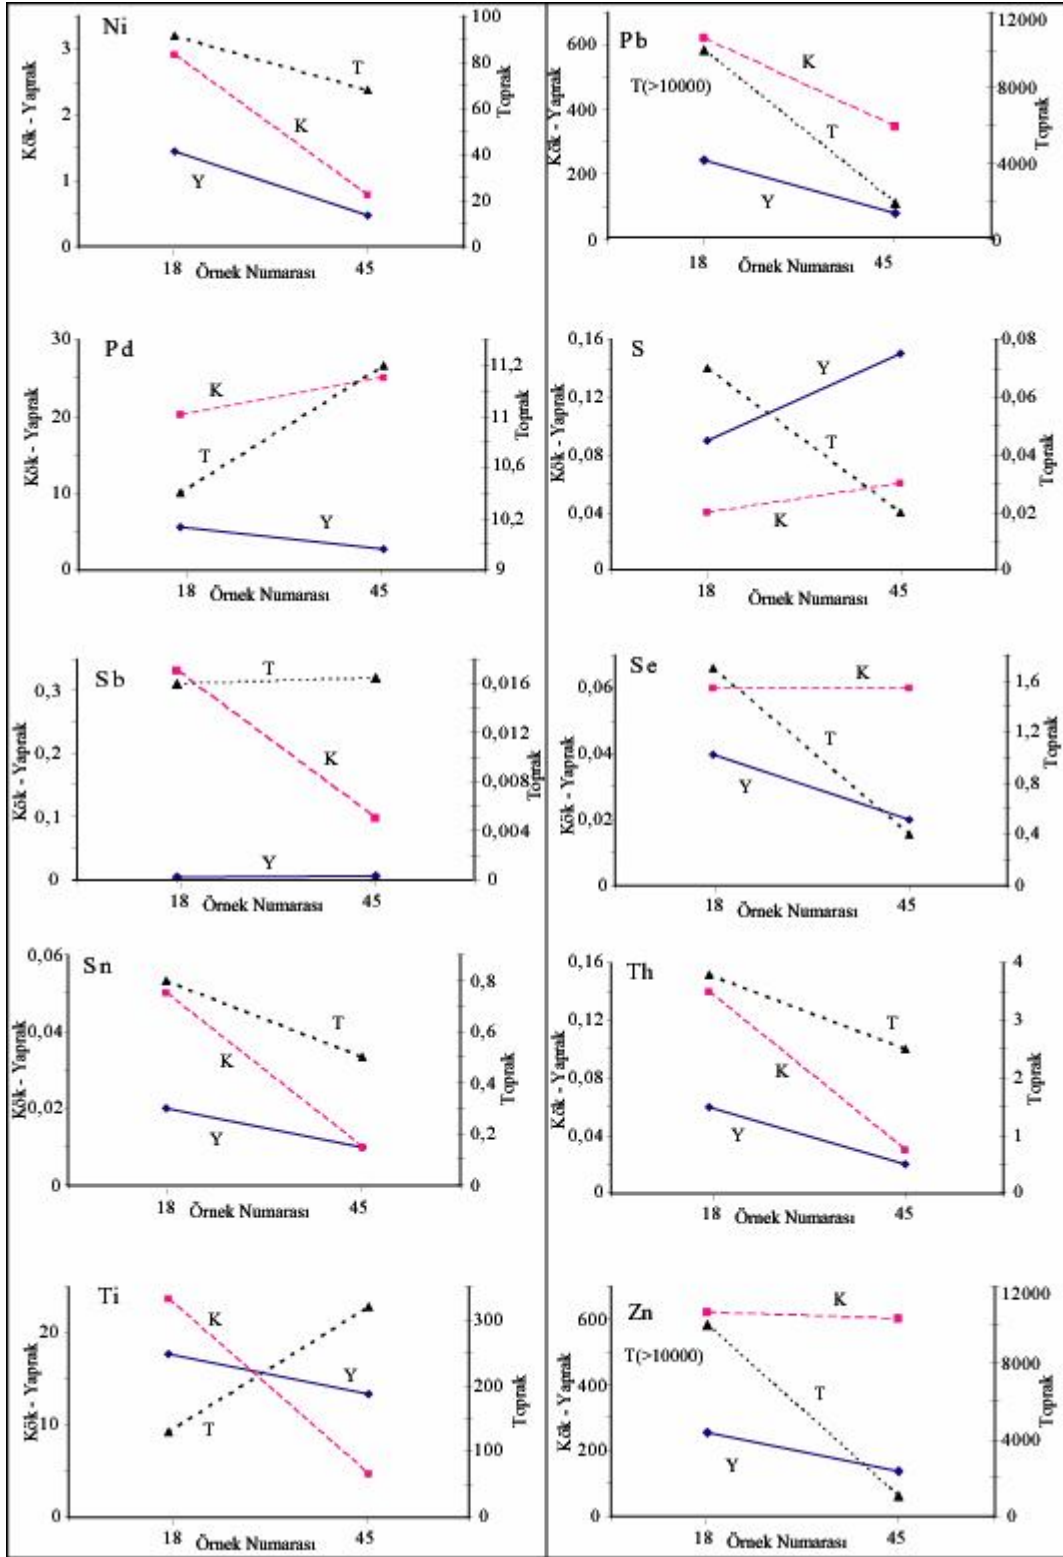 Ni
Kök - Yaprak
3
2
1
0
100
80
60
40
20
0
Toprak
T
K
Y
18
45
Örnek Numarası
Pb
Kök - Yaprak
600
400
200
0
12000
8000
4000
0
Toprak
T(>10000)
K
T
Y
18
45
Örnek Numarası
Pd
Kök - Yaprak
30
20
10
0
11,2
11
10,6
10,2
9
Toprak
K
T
Y
18
45
Örnek Numarası
S
Kök - Yaprak
0,16
0,12
0,08
0,04
0
0,08
0,06
0,04
0,02
0
Toprak
Y
T
K
18
45
Örnek Numarası
Sb
Kök - Yaprak
0,3
0,2
0,1
0
0,016
0,012
0,008
0,004
0
Toprak
T
K
Y
18
45
Örnek Numarası
Se
Kök - Yaprak
0,06
0,04
0,02
0
1,6
1,2
0,8
0,4
0
Toprak
K
T
Y
18
45
Örnek Numarası
Sn
Kök - Yaprak
0,06
0,04
0,02
0
0,8
0,6
0,4
0,2
0
Toprak
T
K
Y
18
45
Örnek Numarası
Th
Kök - Yaprak
0,16
0,12
0,08
0,04
0
4
3
2
1
0
Toprak
T
K
Y
18
45
Örnek Numarası
Ti
Kök - Yaprak
20
10
0
300
200
100
0
Toprak
K
Y
T
18
45
Örnek Numarası
Zn
Kök - Yaprak
600
400
200
0
12000
8000
4000
0
Toprak
T(>10000)
K
T
Y
18
45
Örnek Numarası